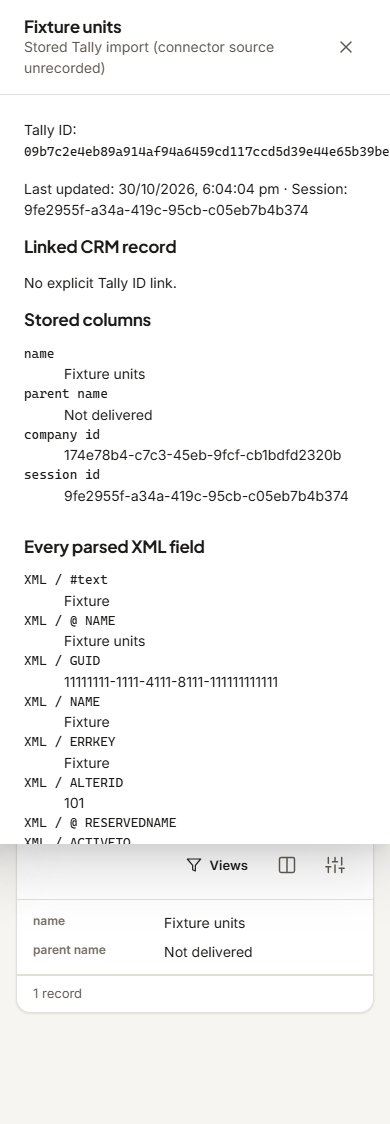 Fixture units
Stored Tally import (connector source
unrecorded)
Tally ID:
09b7c2e4eb89a914af94a6459cd117ccd5d39e44e65b39be
Last updated: 30/10/2026, 6:04:04 pm · Session:
9fe2955f-a34a-419c-95cb-c05eb7b4b374
Linked CRM record
No explicit Tally ID link.
Stored columns
name
Fixture units
parent name
Not delivered
company id
174e78b4-c7c3-45eb-9fcf-cb1bdfd2320b
session id
9fe2955f-a34a-419c-95cb-c05eb7b4b374
Every parsed XML field
XML / #text
Fixture
XML / @ NAME
Fixture units
XML / GUID
11111111-1111-4111-8111-111111111111
XML / NAME
Fixture
XML / ERRKEY
Fixture
XML / ALTERID
101
XML / @ RESERVEDNAME
XML / ACTIVETO
Views
name
Fixture units
parent name
Not delivered
1 record